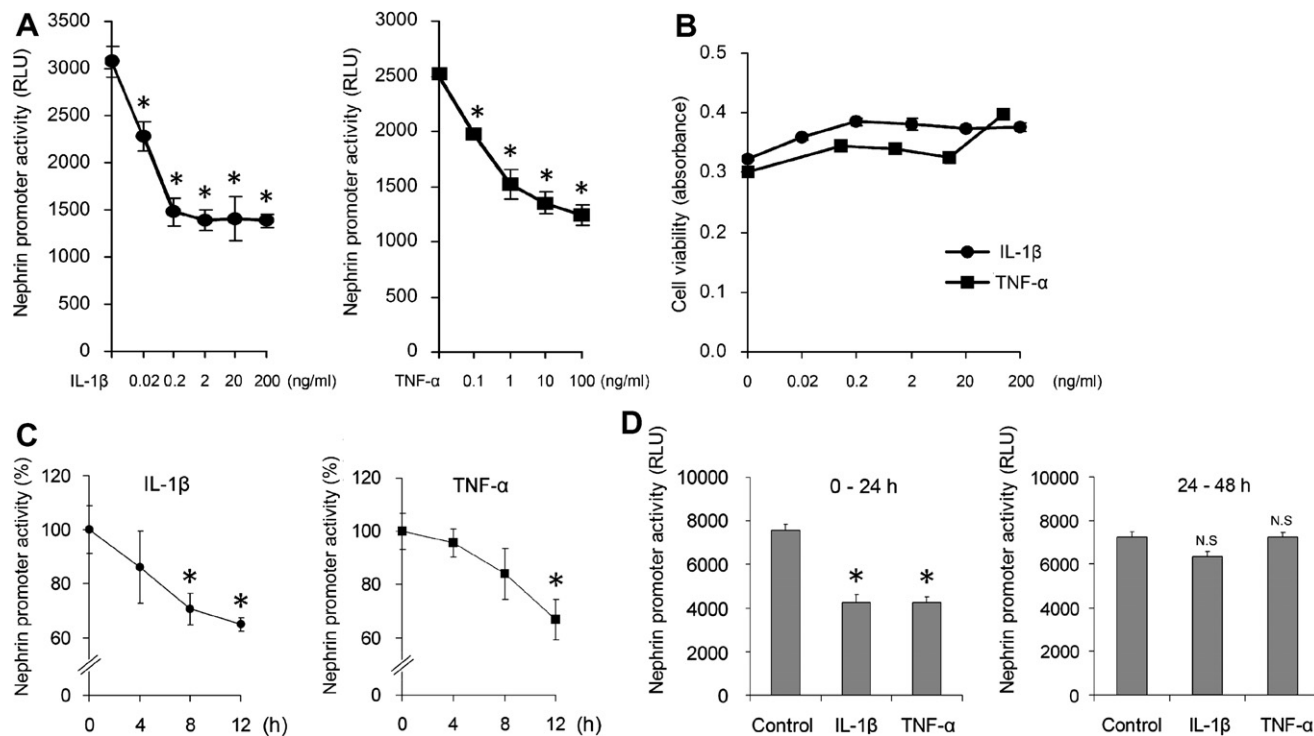 A
Nephrin promoter activity (RLU)
3500
3000
2500
2000
1500
1000
500
0
*
*
*
*
*
IL-1β 0.02 0.2 2 20 200 (ng/ml)
Nephrin promoter activity (RLU)
3000
2500
2000
1500
1000
500
0
*
*
*
*
TNF-α 0.1 1 10 100 (ng/ml)
B
Cell viability (absorbance)
0.5
0.4
0.3
0.2
0.1
0.0
IL-1β
TNF-α
0 0.02 0.2 2 20 200 (ng/ml)
C
Nephrin promoter activity (%)
120
100
80
60
0
IL-1β
*
*
0 4 8 12 (h)
Nephrin promoter activity (%)
120
100
80
60
0
TNF-α
*
0 4 8 12 (h)
D
Nephrin promoter activity (RLU)
10000
8000
6000
4000
2000
0
0 - 24 h
*
*
Control IL-1β TNF-α
Nephrin promoter activity (RLU)
10000
8000
6000
4000
2000
0
24 - 48 h
N.S
N.S
Control IL-1β TNF-α